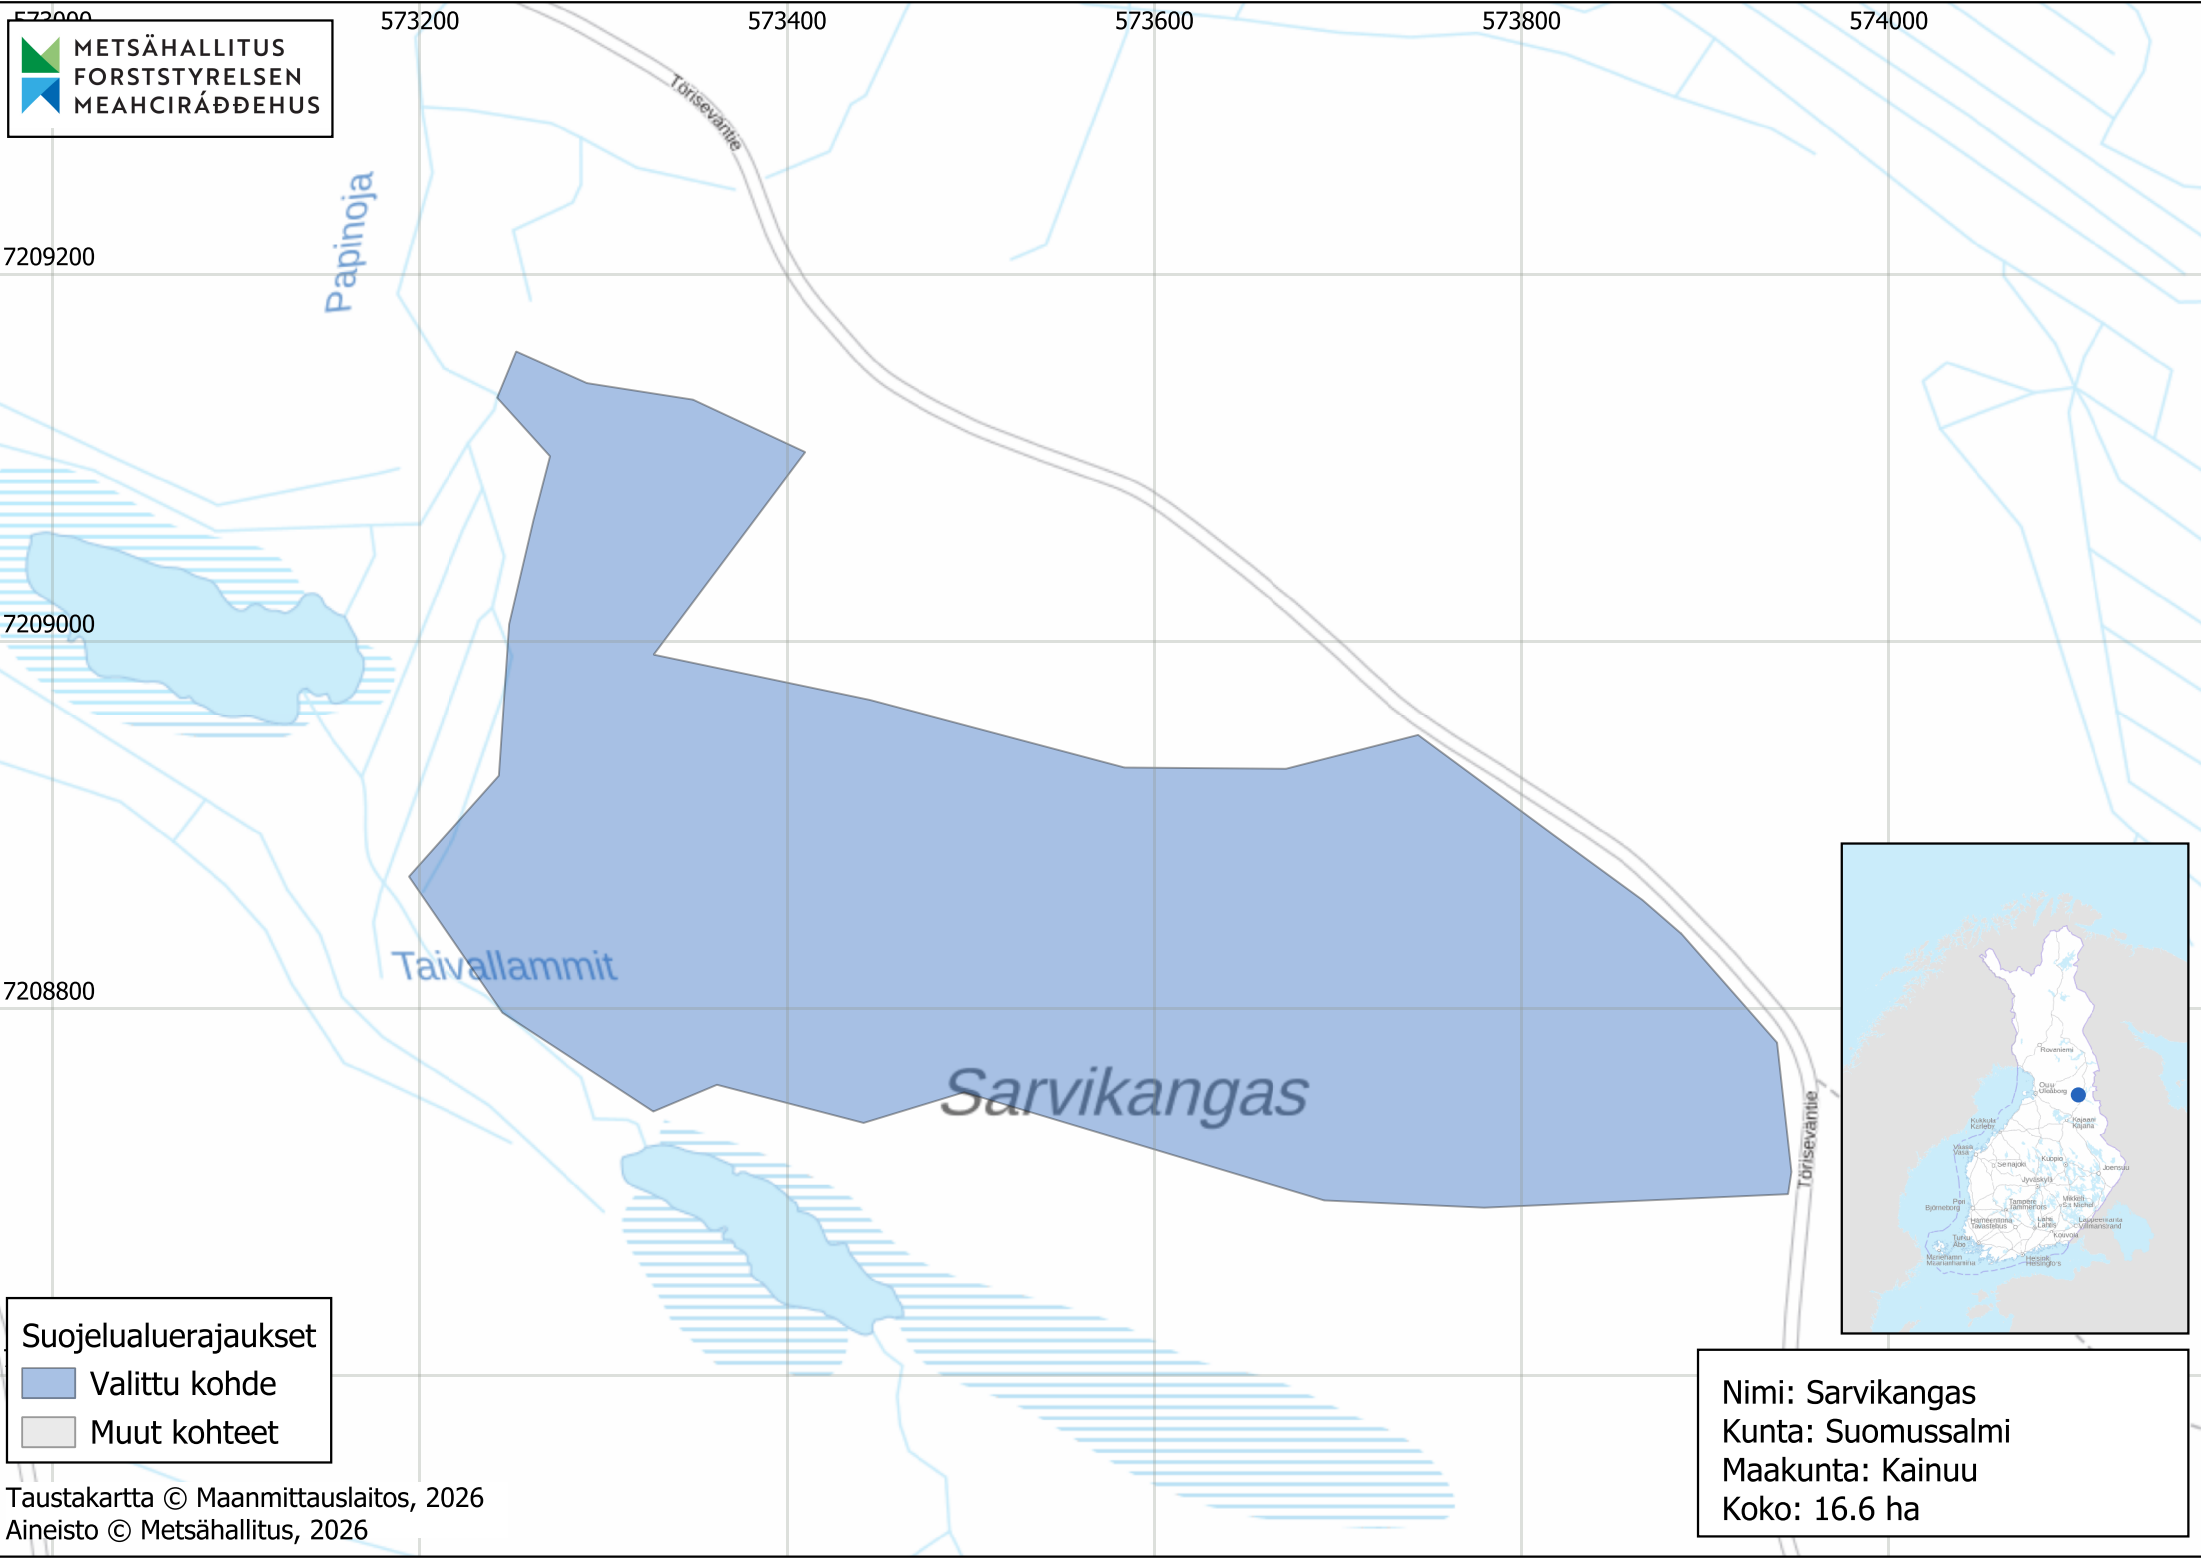 573000 573200 573400 573600 573800 574000
METSÄHALLITUS
FORSTSTYRELSEN
MEAHCIRÁĐĐEHUS
Törisevantie
Papinoja
7209200
7209000
7208800
Taivallammit
Sarvikangas
Törisevantie
Rovaniemi
Oulu
Uleåborg
Kajaani
Kajana
Kokkola
Karleby
Vaasa
Vasa
Seinäjoki
Kuopio
Joensuu
Jyväskylä
Pori
Björneborg
Tampere
Tammerfors
Mikkeli
S:t Michel
Hämeenlinna
Tavastehus
Lahti
Lahtis
Lappeenranta
Villmanstrand
Kouvola
Turku
Åbo
Helsinki
Helsingfors
Suojelualuerajaukset
Valittu kohde
Muut kohteet
Nimi: Sarvikangas
Kunta: Suomussalmi
Maakunta: Kainuu
Koko: 16.6 ha
Taustakartta © Maanmittauslaitos, 2026
Aineisto © Metsähallitus, 2026